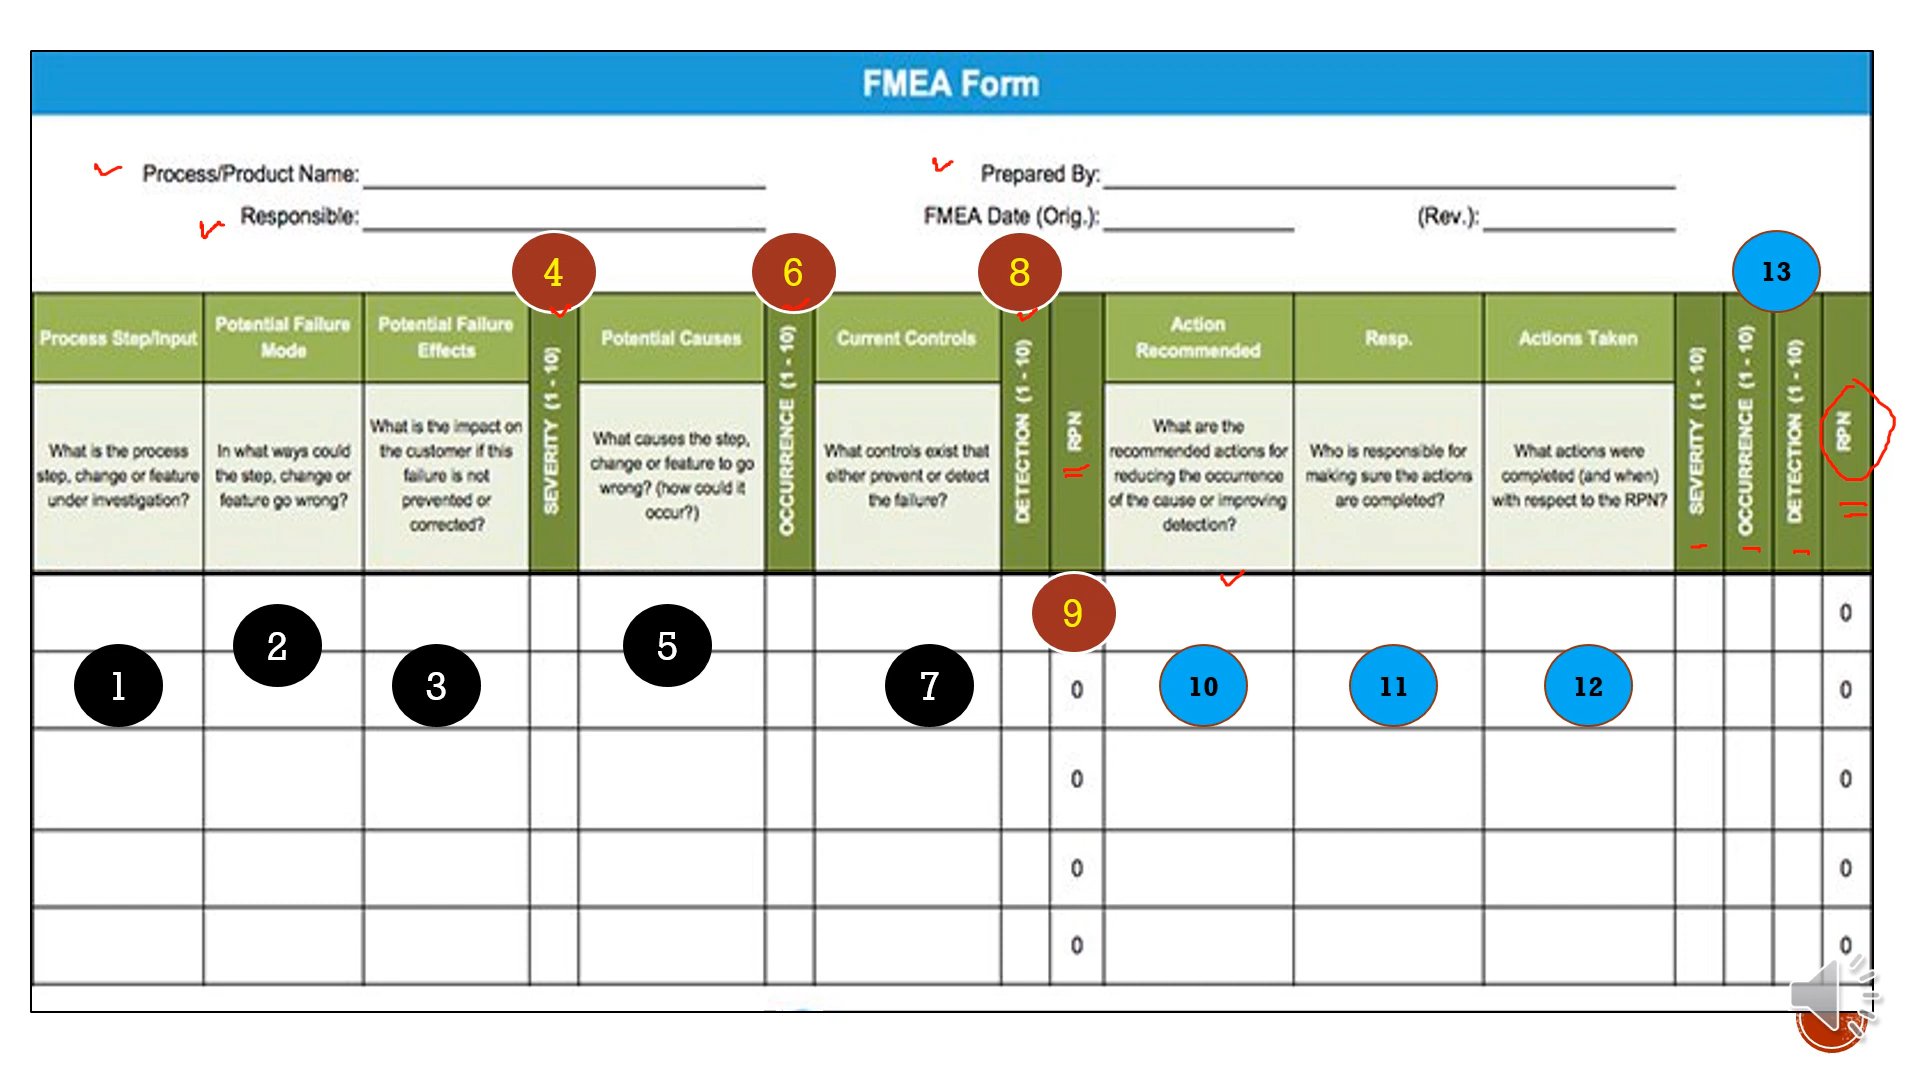 FMEA Form
Process/Product Name:
Prepared By:
Responsible:
FMEA Date (Orig.):
(Rev.):
4
6
8
13
Process Step/Input
Potential Failure
Mode
Potential Failure
Effects
SEVERITY (1 - 10)
Potential Causes
OCCURRENCE (1 - 10)
Current Controls
DETECTION (1 - 10)
RPN
Action
Recommended
Resp.
Actions Taken
SEVERITY (1 - 10)
OCCURRENCE (1 - 10)
DETECTION (1 - 10)
RPN
What is the process
step, change or feature
under investigation?
In what ways could
the step, change or
feature go wrong?
What is the impact on
the customer if this
failure is not
prevented or
corrected?
What causes the step,
change or feature to go
wrong? (how could it
occur?)
What controls exist that
either prevent or detect
the failure?
What are the
recommended actions for
reducing the occurrence
of the cause or improving
detection?
Who is responsible for
making sure the actions
are completed?
What actions were
completed (and when)
with respect to the RPN?
9
0
1
2
3
5
7
0
10
11
12
0
0
0
0
0
0
0